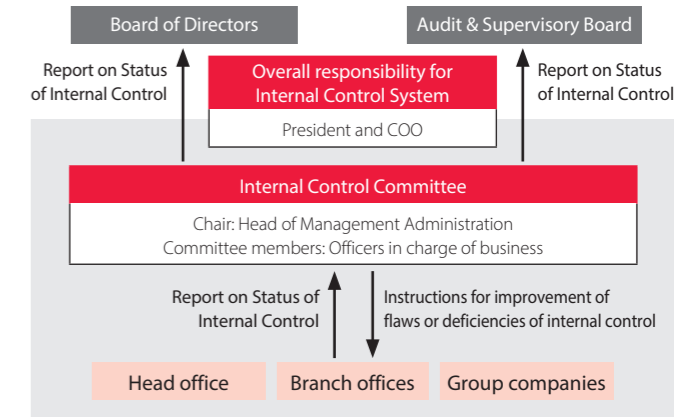 Board of Directors
Audit & Supervisory Board
Report on Status
of Internal Control
Overall responsibility for
Internal Control System
President and COO
Report on Status
of Internal Control
Internal Control Committee
Chair: Head of Management Administration
Committee members: Officers in charge of business
Report on Status of
Internal Control
Instructions for improvement of
flaws or deficiencies of internal control
Head office
Branch offices
Group companies